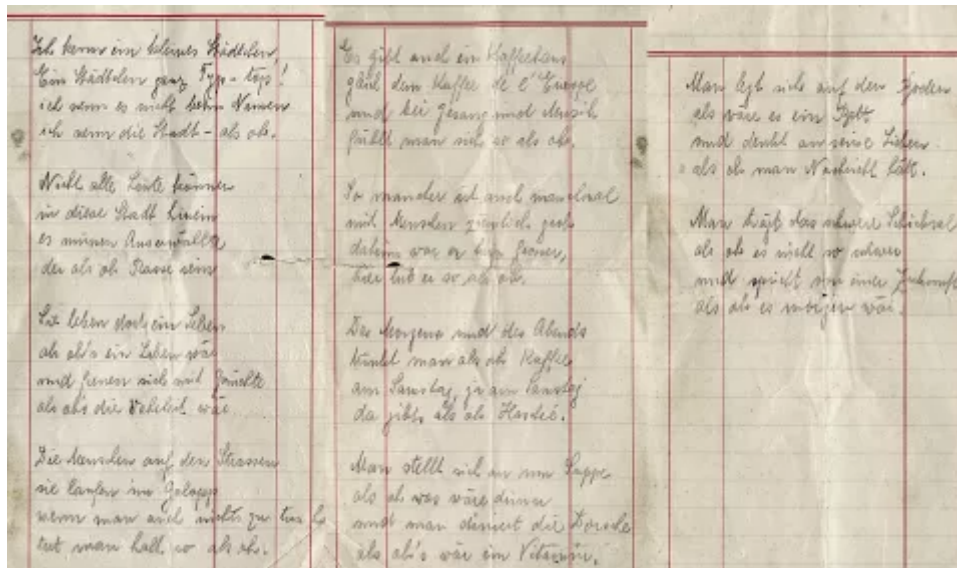 Ich kenn ein kleines Städtchen,
Ein Städtchen ganz Tipp-topp!
ich nenn es nicht beim Namen
ich nenn die Stadt – als ob.
Nicht alle Leute können
in diese Stadt hinein
es müssen Auserwählte
der als ob Rasse sein
Die leben dort ein Leben
als ob's ein Leben wär
und freuen sich mit Gerüchte
als obs die Wahrheit wär
Die Menschen auf den Strassen
sie laufen im Galopp
wenn man auch nichts zu tun
tut man halt so als ob.
Es gibt auch ein Kaffeehaus
gleich dem Kaffee de l'Europe
und bei Gesang und Musik
fühlt man sich so als ob.
So mancher ist auch manchmal
mit Menschen ziemlich grob
daheim war er kein Grosser,
hier tut er so als ob.
Des Morgens und des Abends
trinkt man als ob Kaffee
am Samstag, ja am Samstag
da gibts als ob
Man stellt sich an um Suppe
als ob was wäre drinnen
und man diniert die Dorsche
als ob's wär ein Vitamin.
Man legt sich auf den Boden
als wäre es ein Bett
und denkt an seine Lieben
als ob man Nachricht hätt.
Man trägt das schwere Schicksal
als ob es nicht so schwer
und spricht von einer Zukunft
als ob es morgen wär.